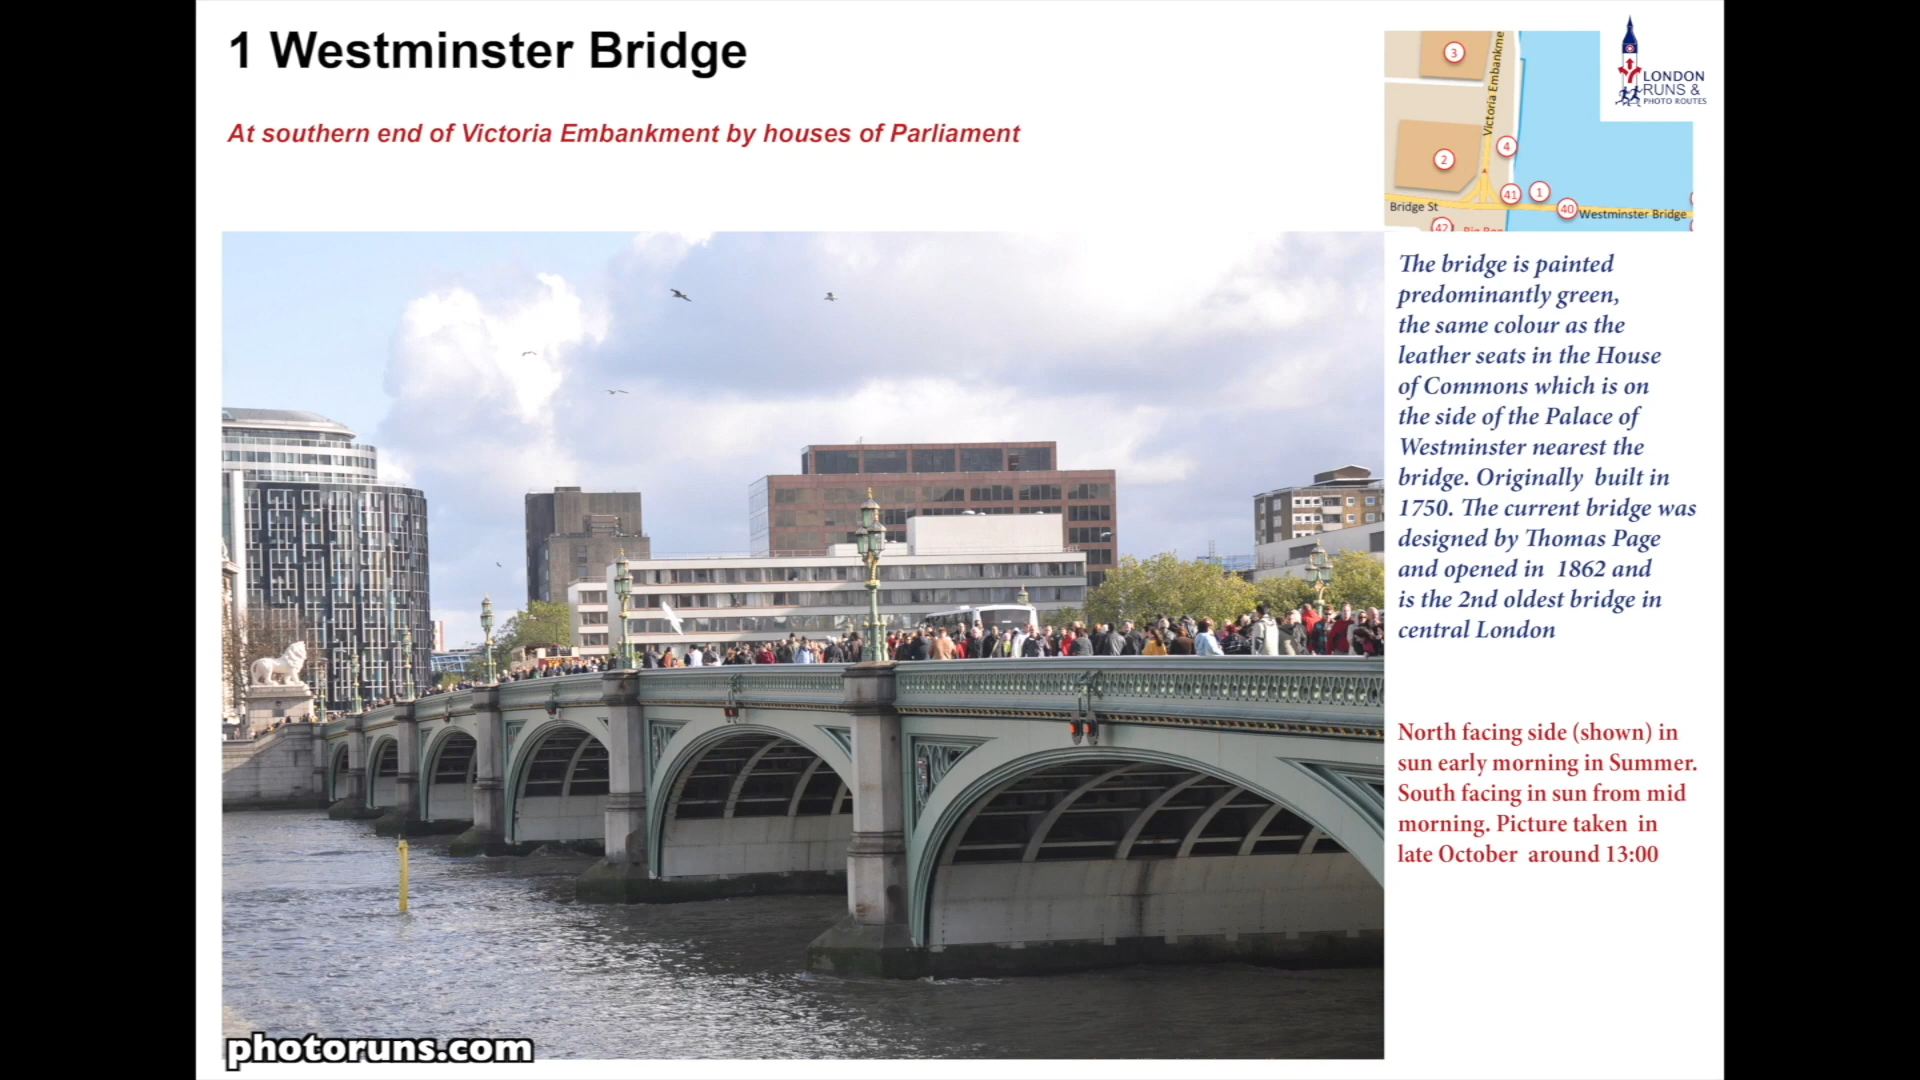 1 Westminster Bridge
At southern end of Victoria Embankment by houses of Parliament
3
Victoria Embankme
2
4
41
1
40
Bridge St
Westminster Bridge
42
Big Ben
LONDON
RUNS &
PHOTO ROUTES
The bridge is painted
predominantly green,
the same colour as the
leather seats in the House
of Commons which is on
the side of the Palace of
Westminster nearest the
bridge. Originally  built in
1750. The current bridge was
designed by Thomas Page
and opened in  1862 and
is the 2nd oldest bridge in
central London
North facing side (shown) in
sun early morning in Summer.
South facing in sun from mid
morning. Picture taken  in
late October  around 13:00
photoruns.com